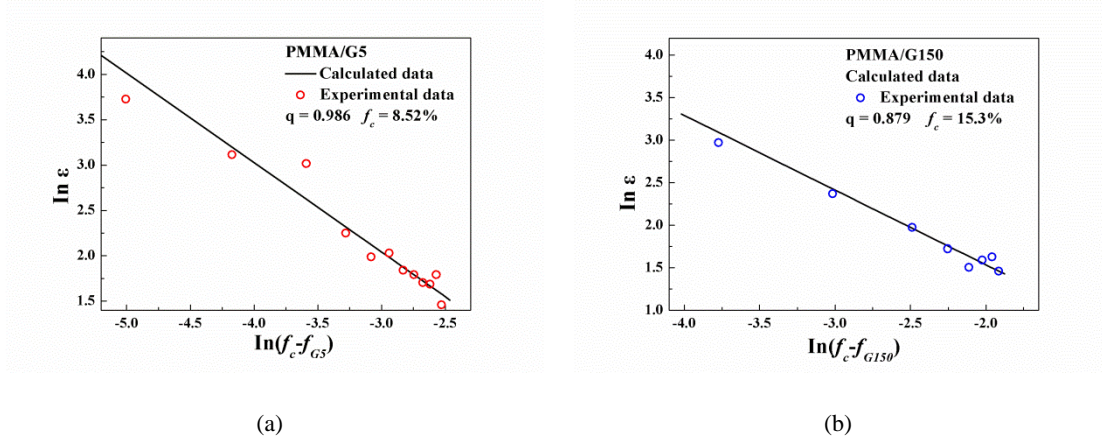 PMMA/G5
Calculated data
Experimental data
q = 0.986 f_c = 8.52%
4.0
3.5
3.0
2.5
2.0
1.5
ln ε
-5.0 -4.5 -4.0 -3.5 -3.0 -2.5
ln(f_c-f_G5)
(a)
PMMA/G150
Calculated data
Experimental data
q = 0.879 f_c = 15.3%
4.0
3.5
3.0
2.5
2.0
1.5
1.0
ln ε
-4.0 -3.5 -3.0 -2.5 -2.0
ln(f_c-f_G150)
(b)